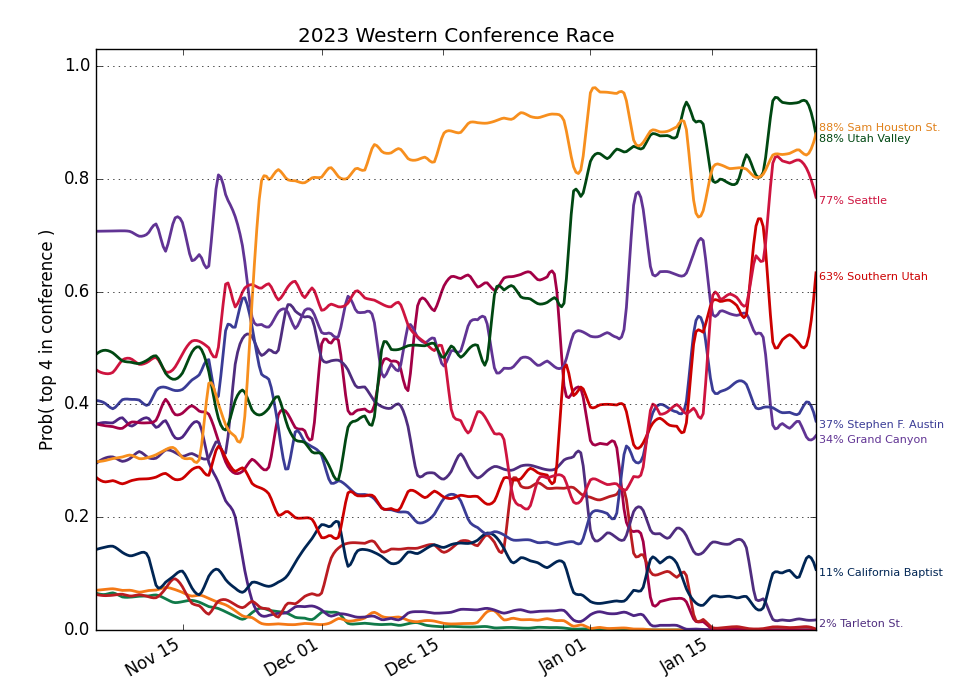 2023 Western Conference Race
Prob( top 4 in conference )
1.0
0.8
0.6
0.4
0.2
0.0
Nov 15
Dec 01
Dec 15
Jan 01
Jan 15
88% Sam Houston St.
88% Utah Valley
77% Seattle
63% Southern Utah
37% Stephen F. Austin
34% Grand Canyon
11% California Baptist
2% Tarleton St.